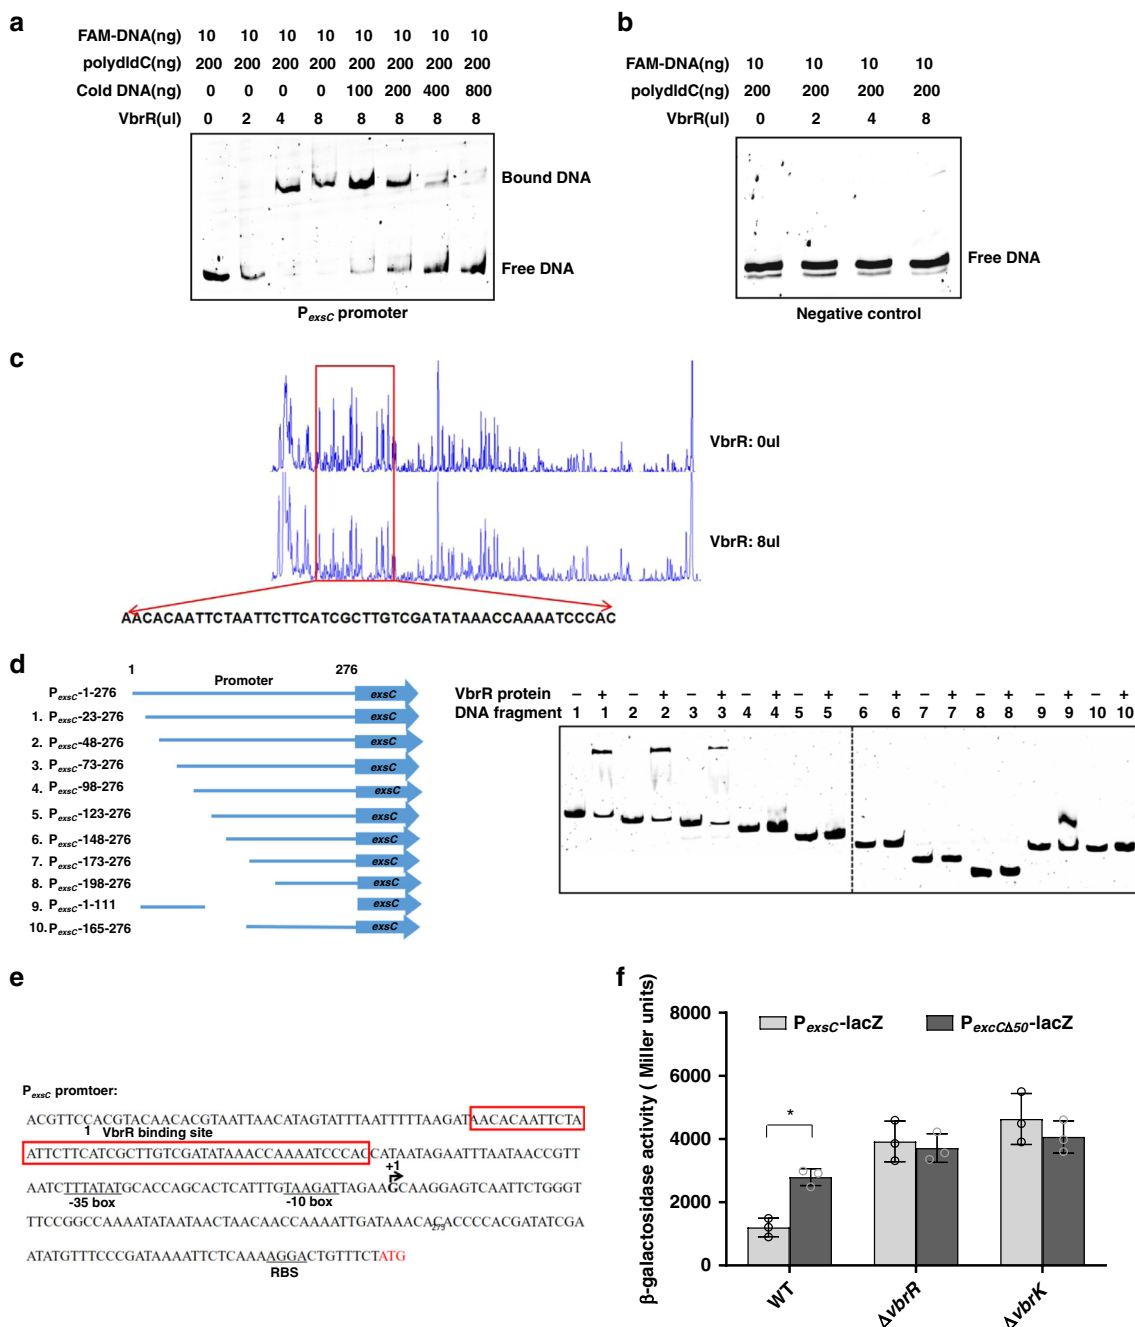 a
FAM-DNA(ng) 10 10 10 10 10 10 10 10
polydIdC(ng) 200 200 200 200 200 200 200 200
Cold DNA(ng) 0 0 0 0 100 200 400 800
VbrR(ul) 0 2 4 8 8 8 8 8
Bound DNA
Free DNA
PexsC promoter
b
FAM-DNA(ng) 10 10 10 10
polydIdC(ng) 200 200 200 200
VbrR(ul) 0 2 4 8
Free DNA
Negative control
c
VbrR: 0ul
VbrR: 8ul
AACACAATTCTAATTCTTCATCGCTTGTCGATATAAACCAAAATCCCAC
d
1 276
Promoter
PexsC-1-276 exsC
1. PexsC-23-276 exsC
2. PexsC-48-276 exsC
3. PexsC-73-276 exsC
4. PexsC-98-276 exsC
5. PexsC-123-276 exsC
6. PexsC-148-276 exsC
7. PexsC-173-276 exsC
8. PexsC-198-276 exsC
9. PexsC-1-111 exsC
10. PexsC-165-276 exsC
VbrR protein − + − + − + − + − + − + − + − + − + − +
DNA fragment 1 1 2 2 3 3 4 4 5 5 6 6 7 7 8 8 9 9 10 10
e
PexsC promtoer:
ACGTTCCACGTACAACACGTAATTAACATAGTATTTAATTTTTAAGATAACACAATTCTA
1 VbrR binding site
ATTCTTCATCGCTTGTCGATATAAACCAAAATCCCACCATAATAGAATTTAATAACCGTT
+1
AATCTTTATATGCACCAGCACTCATTTGTAAGATTAGAAGCAAGGAGTCAATTCTGGGT
-35 box -10 box
TTCCGGCCAAAATATAATAACTAACAACCAAAATTGATAAACACACCCCACGATATCGA
275
ATATGTTTCCCGATAAAATTCTCAAAAGGACTGTTTCTATG
RBS
f
β-galactosidase activity ( Miller units)
8000
6000
4000
2000
0
PexsC-lacZ PexcCΔ50-lacZ
*
WT ΔvbrR ΔvbrK